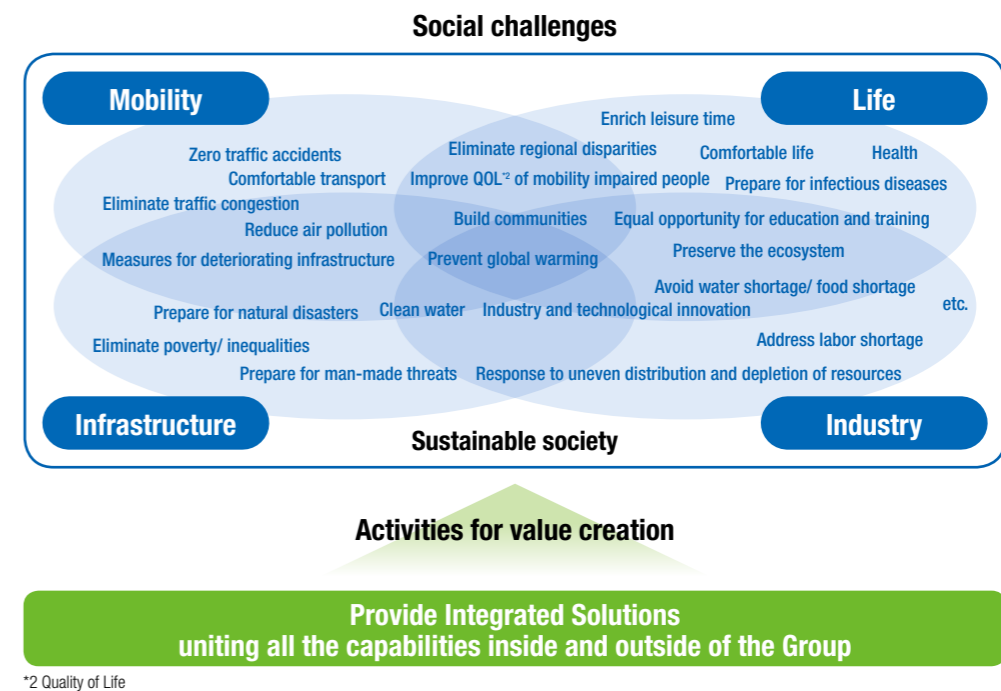 Social challenges
Mobility
Life
Enrich leisure time
Zero traffic accidents
Eliminate regional disparities
Comfortable life
Health
Comfortable transport
Improve QOL*2 of mobility impaired people
Prepare for infectious diseases
Eliminate traffic congestion
Build communities
Equal opportunity for education and training
Reduce air pollution
Measures for deteriorating infrastructure
Prevent global warming
Preserve the ecosystem
Avoid water shortage/ food shortage
Prepare for natural disasters
Clean water
Industry and technological innovation
etc.
Eliminate poverty/ inequalities
Address labor shortage
Prepare for man-made threats
Response to uneven distribution and depletion of resources
Infrastructure
Sustainable society
Industry
Activities for value creation
Provide Integrated Solutions
uniting all the capabilities inside and outside of the Group
*2 Quality of Life